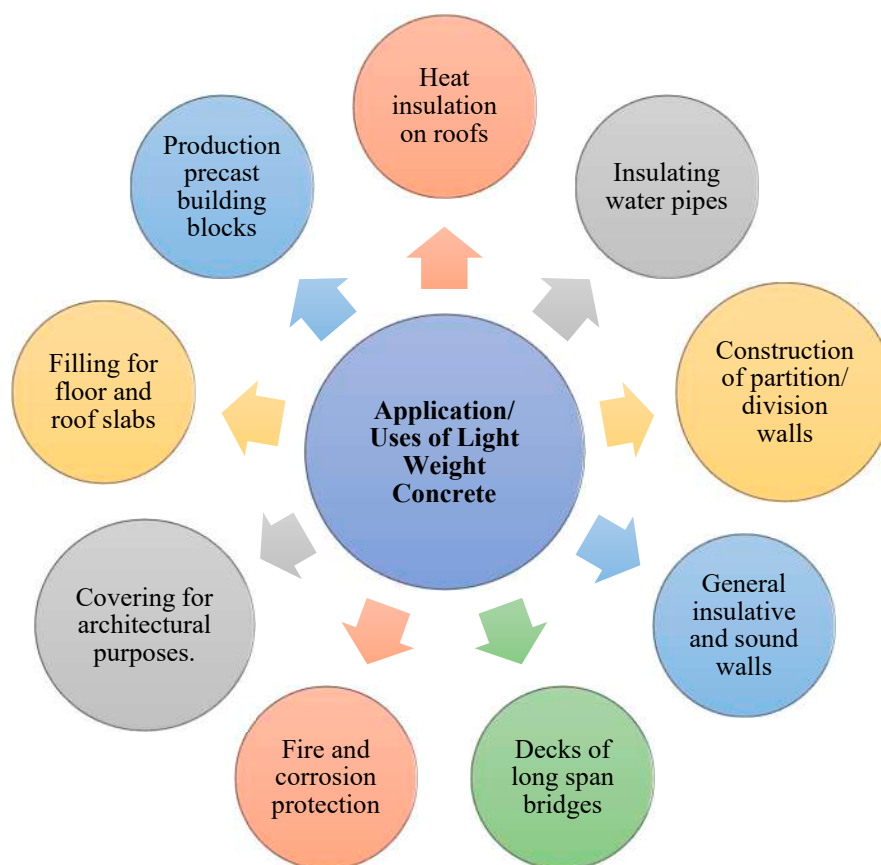 Heat
insulation
on roofs
Insulating
water pipes
Construction
of partition/
division
walls
General
insulative
and sound
walls
Decks of
long span
bridges
Fire and
corrosion
protection
Covering for
architectural
purposes.
Filling for
floor and
roof slabs
Production
precast
building
blocks
Application/
Uses of Light
Weight
Concrete